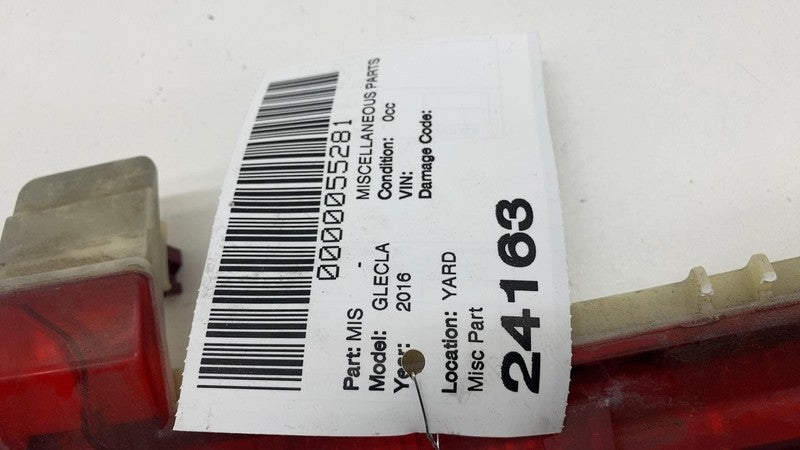 0000055281
Part: MIS - MISCELLANEOUS PARTS
Model: GLECLA Condition: 0cc
Year: 2016 VIN:
Damage Code:
Location: YARD
Misc Part
24163